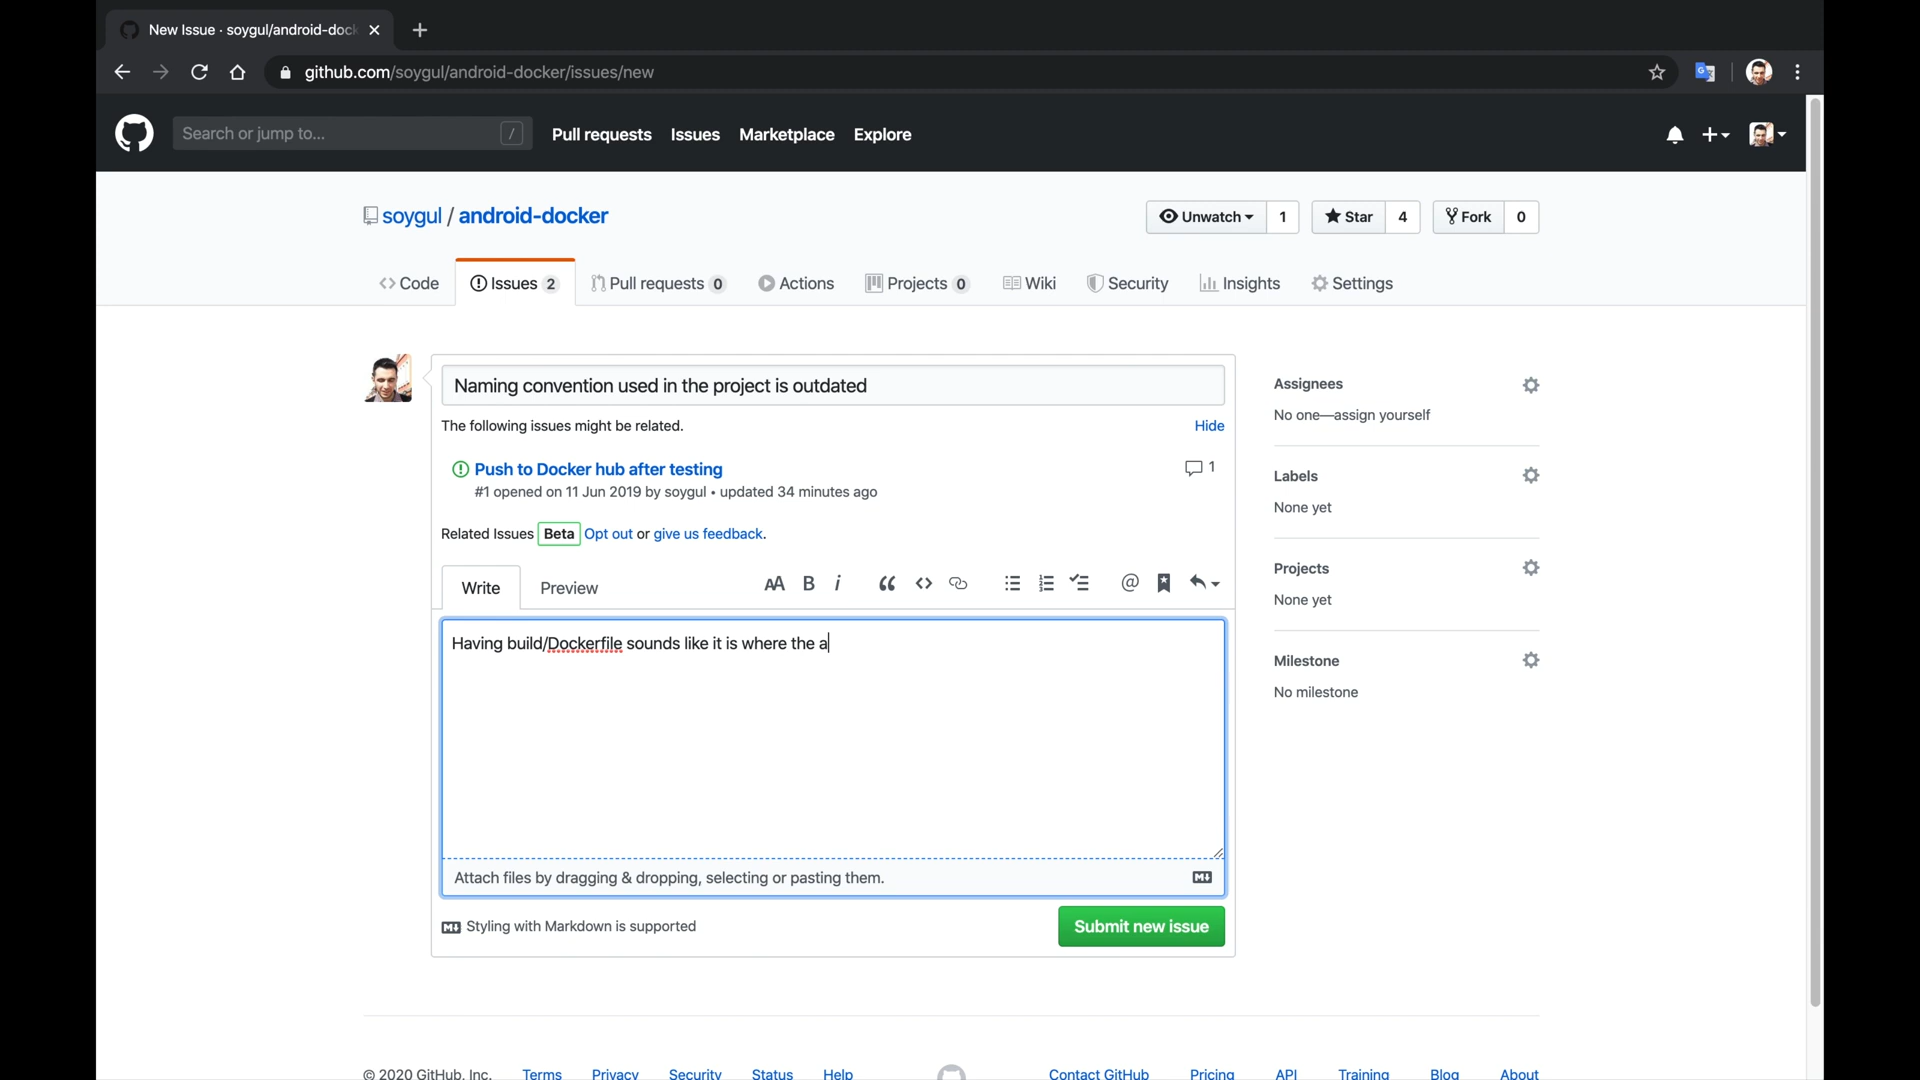 New Issue · soygul/android-dock
github.com/soygul/android-docker/issues/new
Search or jump to... /
Pull requests Issues Marketplace Explore
soygul / android-docker
Unwatch 1 Star 4 Fork 0
Code Issues 2 Pull requests 0 Actions Projects 0 Wiki Security Insights Settings
Naming convention used in the project is outdated
Assignees
No one—assign yourself
The following issues might be related. Hide
Push to Docker hub after testing 1
#1 opened on 11 Jun 2019 by soygul • updated 34 minutes ago
Labels
None yet
Related Issues Beta Opt out or give us feedback.
Projects
None yet
Write Preview AA B i
Having build/Dockerfile sounds like it is where the a
Milestone
No milestone
Attach files by dragging & dropping, selecting or pasting them.
Styling with Markdown is supported
Submit new issue
© 2020 GitHub, Inc. Terms Privacy Security Status Help Contact GitHub Pricing API Training Blog About